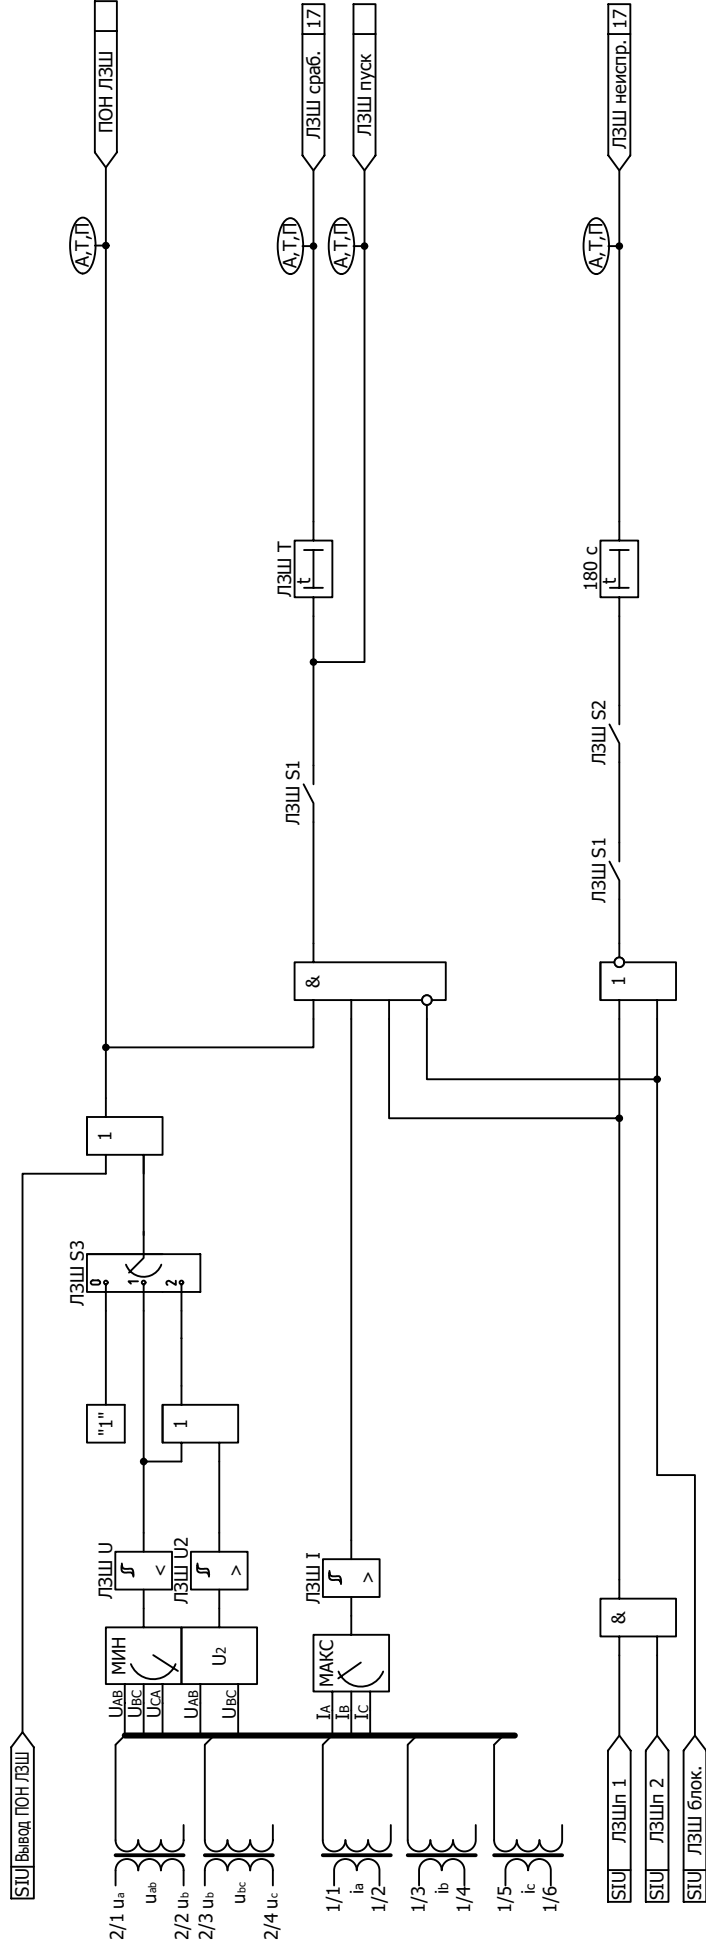 SIU Вывод ПОН ЛЗШ
2/1 ua
uab
2/2 ub
2/3 ub
ubc
2/4 uc
UAB
UBC
UCA
UAB
UBC
МИН
U2
ЛЗШ U
<
ЛЗШ U2
>
"1"
1
ЛЗШ S3
0
1
2
1
А,Т,П
ПОН ЛЗШ
1/1
ia
1/2
1/3
ib
1/4
1/5
ic
1/6
IA
IB
IC
МАКС
ЛЗШ I
>
&
ЛЗШ S1
ЛЗШ T
t
А,Т,П
ЛЗШ сраб. 17
А,Т,П
ЛЗШ пуск
SIU ЛЗШп 1
SIU ЛЗШп 2
SIU ЛЗШ блок.
&
1
ЛЗШ S1
ЛЗШ S2
180 с
t
А,Т,П
ЛЗШ неиспр. 17